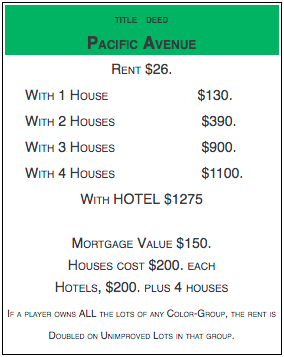 TITLE DEED
PACIFIC AVENUE
RENT $26.
WITH 1 HOUSE $130.
WITH 2 HOUSES $390.
WITH 3 HOUSES $900.
WITH 4 HOUSES $1100.
WITH HOTEL $1275
MORTGAGE VALUE $150.
HOUSES COST $200. EACH
HOTELS, $200. PLUS 4 HOUSES
IF A PLAYER OWNS ALL THE LOTS OF ANY COLOR-GROUP, THE RENT IS
DOUBLED ON UNIMPROVED LOTS IN THAT GROUP.